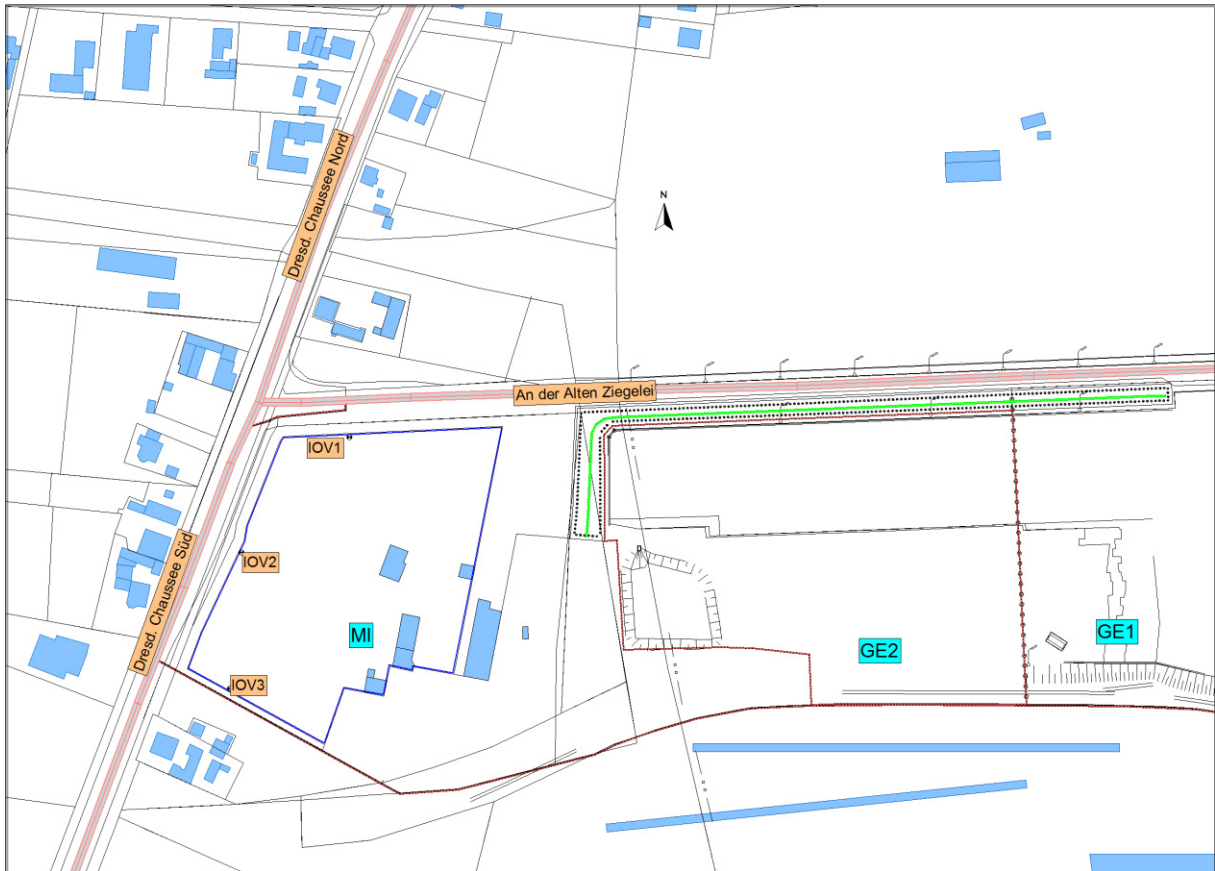 Dresd. Chaussee Nord
N
An der Alten Ziegelei
IOV1
IOV2
Dresd. Chaussee Süd
MI
GE1
GE2
IOV3